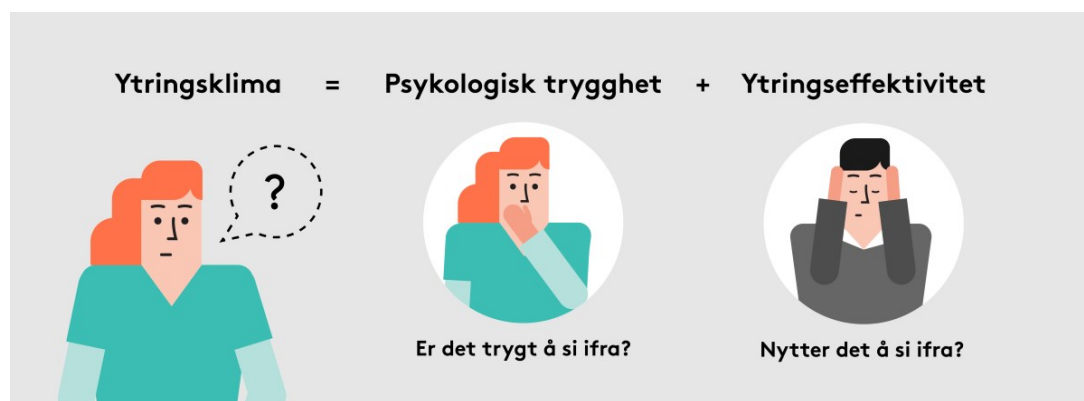 Ytringsklima = Psykologisk trygghet + Ytringseffektivitet
?
Er det trygt å si ifra?
Nytter det å si ifra?